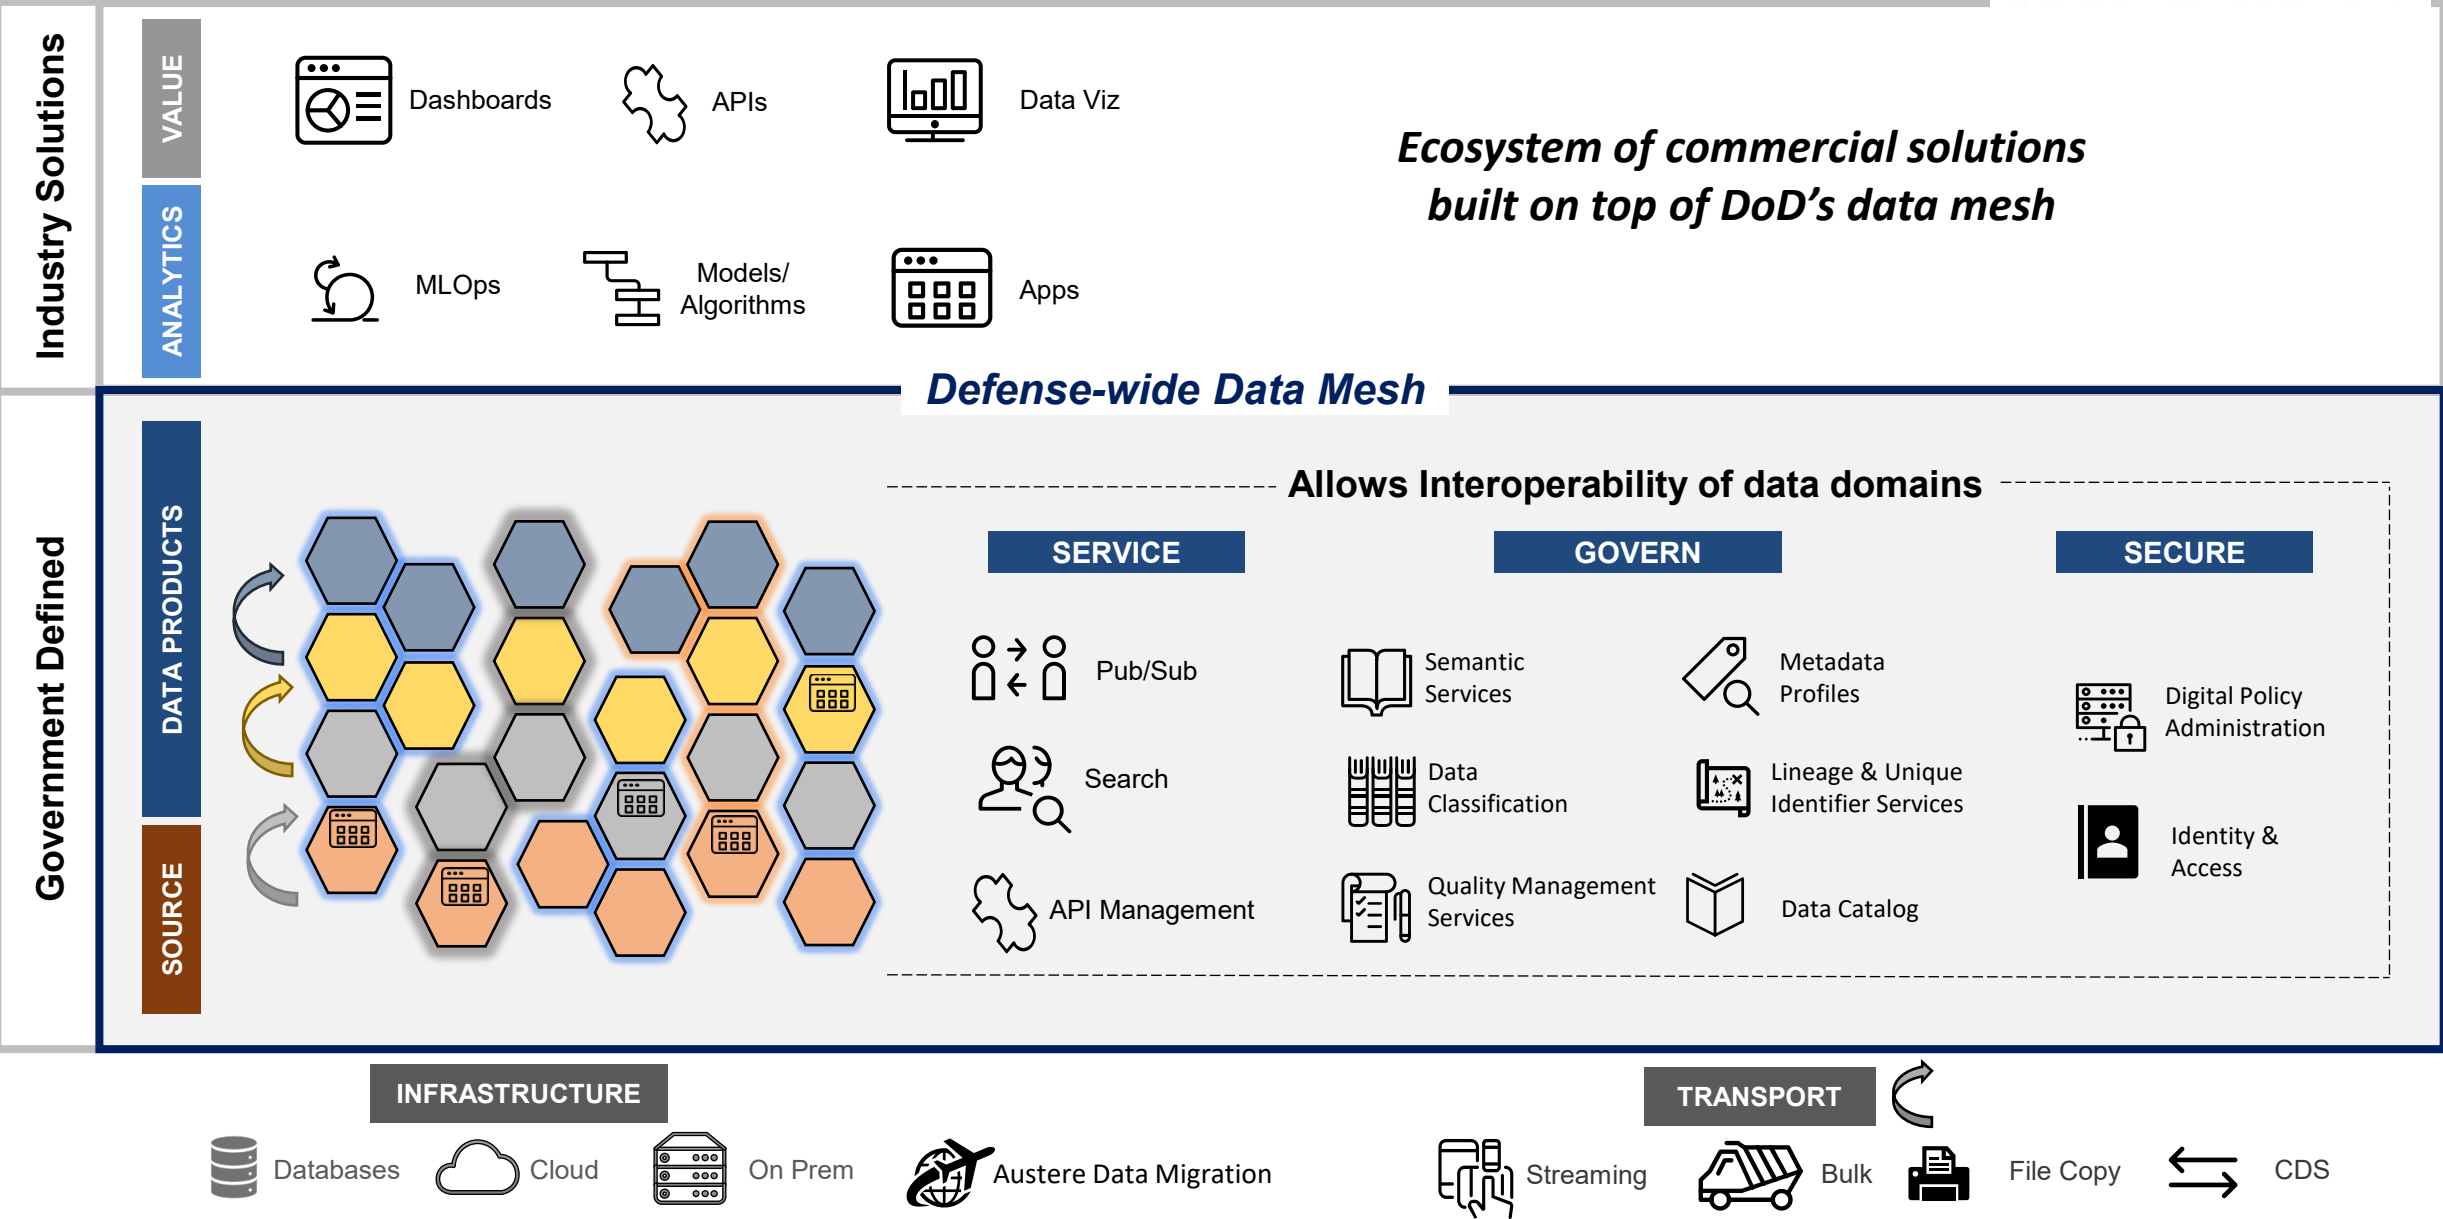 Industry Solutions
VALUE
Dashboards
APIs
Data Viz
ANALYTICS
MLOps
Models/
Algorithms
Apps
Ecosystem of commercial solutions
built on top of DoD’s data mesh
Defense-wide Data Mesh
Government Defined
DATA PRODUCTS
SOURCE
Allows Interoperability of data domains
SERVICE
Pub/Sub
Search
API Management
GOVERN
Semantic
Services
Metadata
Profiles
Data
Classification
Lineage & Unique
Identifier Services
Quality Management
Services
Data Catalog
SECURE
Digital Policy
Administration
Identity &
Access
INFRASTRUCTURE
Databases
Cloud
On Prem
Austere Data Migration
TRANSPORT
Streaming
Bulk
File Copy
CDS